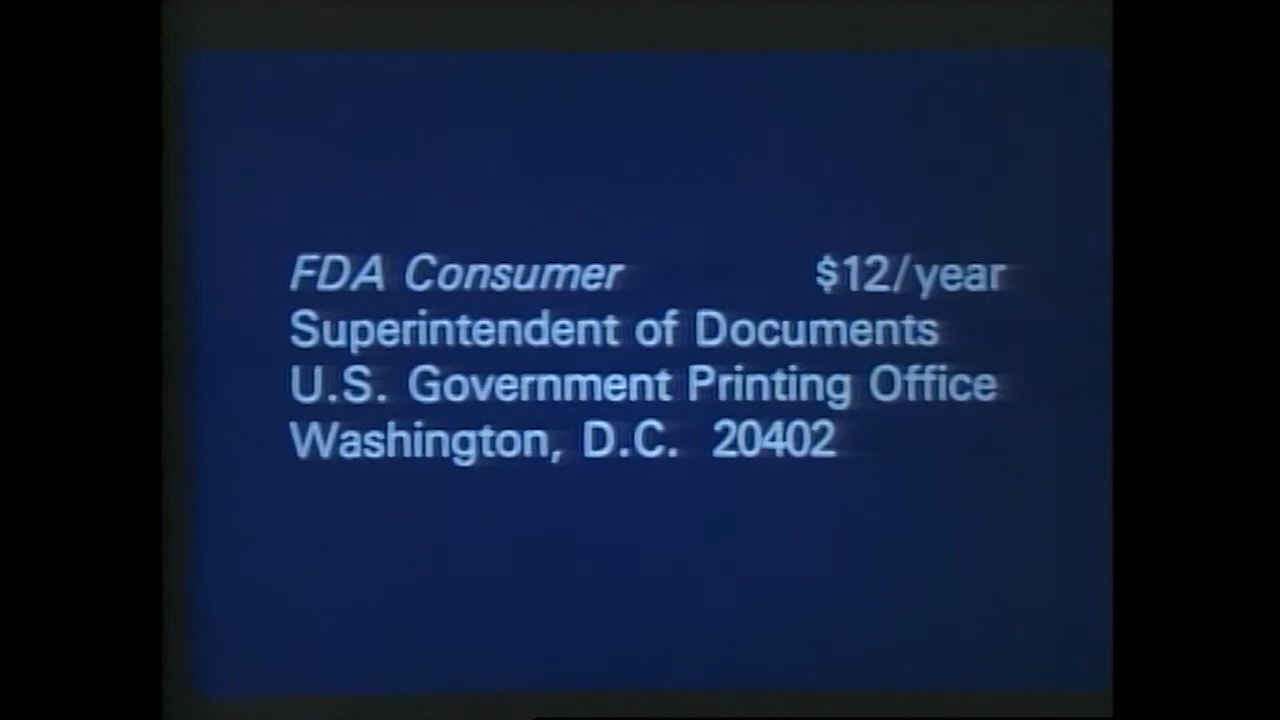 FDA Consumer $12/year
Superintendent of Documents
U.S. Government Printing Office
Washington, D.C. 20402